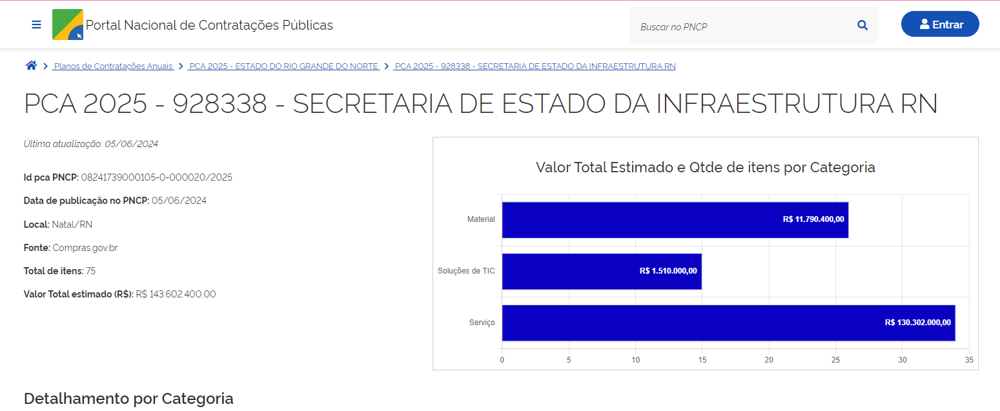 Portal Nacional de Contratações Públicas
Buscar no PNCP
Entrar
Planos de Contratações Anuais
PCA 2025 - ESTADO DO RIO GRANDE DO NORTE
PCA 2025 - 928338 - SECRETARIA DE ESTADO DA INFRAESTRUTURA RN
PCA 2025 - 928338 - SECRETARIA DE ESTADO DA INFRAESTRUTURA RN
Última atualização: 05/06/2024
Id pca PNCP: 08241739000105-0-000020/2025
Data de publicação no PNCP: 05/06/2024
Local: Natal/RN
Fonte: Compras.gov.br
Total de itens: 75
Valor Total estimado (R$): R$ 143.602.400,00
Valor Total Estimado e Qtde de itens por Categoria
Material
R$ 11.790.400,00
Soluções de TIC
R$ 1.510.000,00
Serviço
R$ 130.302.000,00
0 5 10 15 20 25 30 35
Detalhamento por Categoria